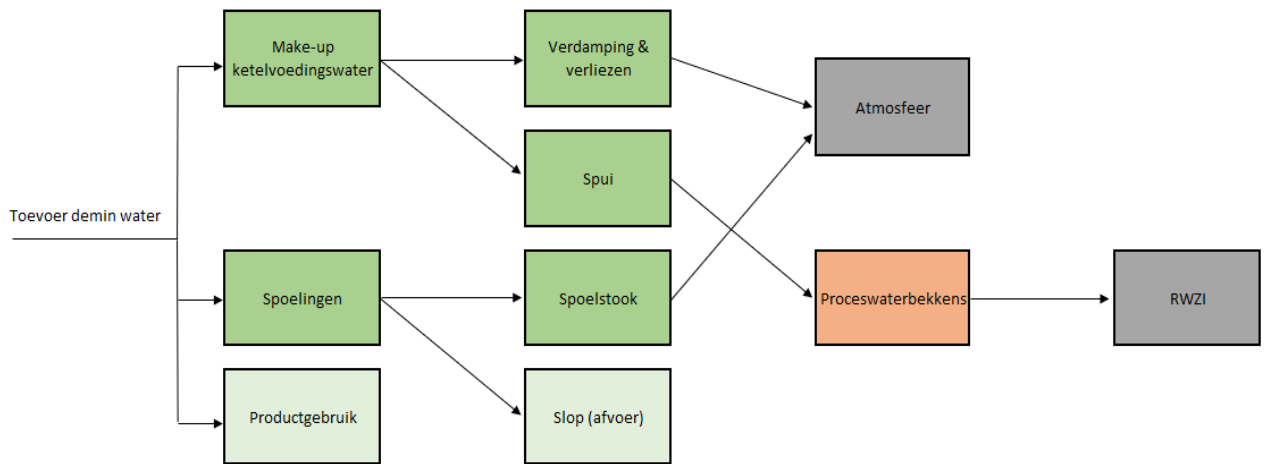 Make-up
ketelvoedingswater
Verdamping &
verliezen
Atmosfeer
Spui
Toevoer demin water
Spoelingen
Spoelstook
Proceswaterbekkens
RWZI
Productgebruik
Slop (afvoer)